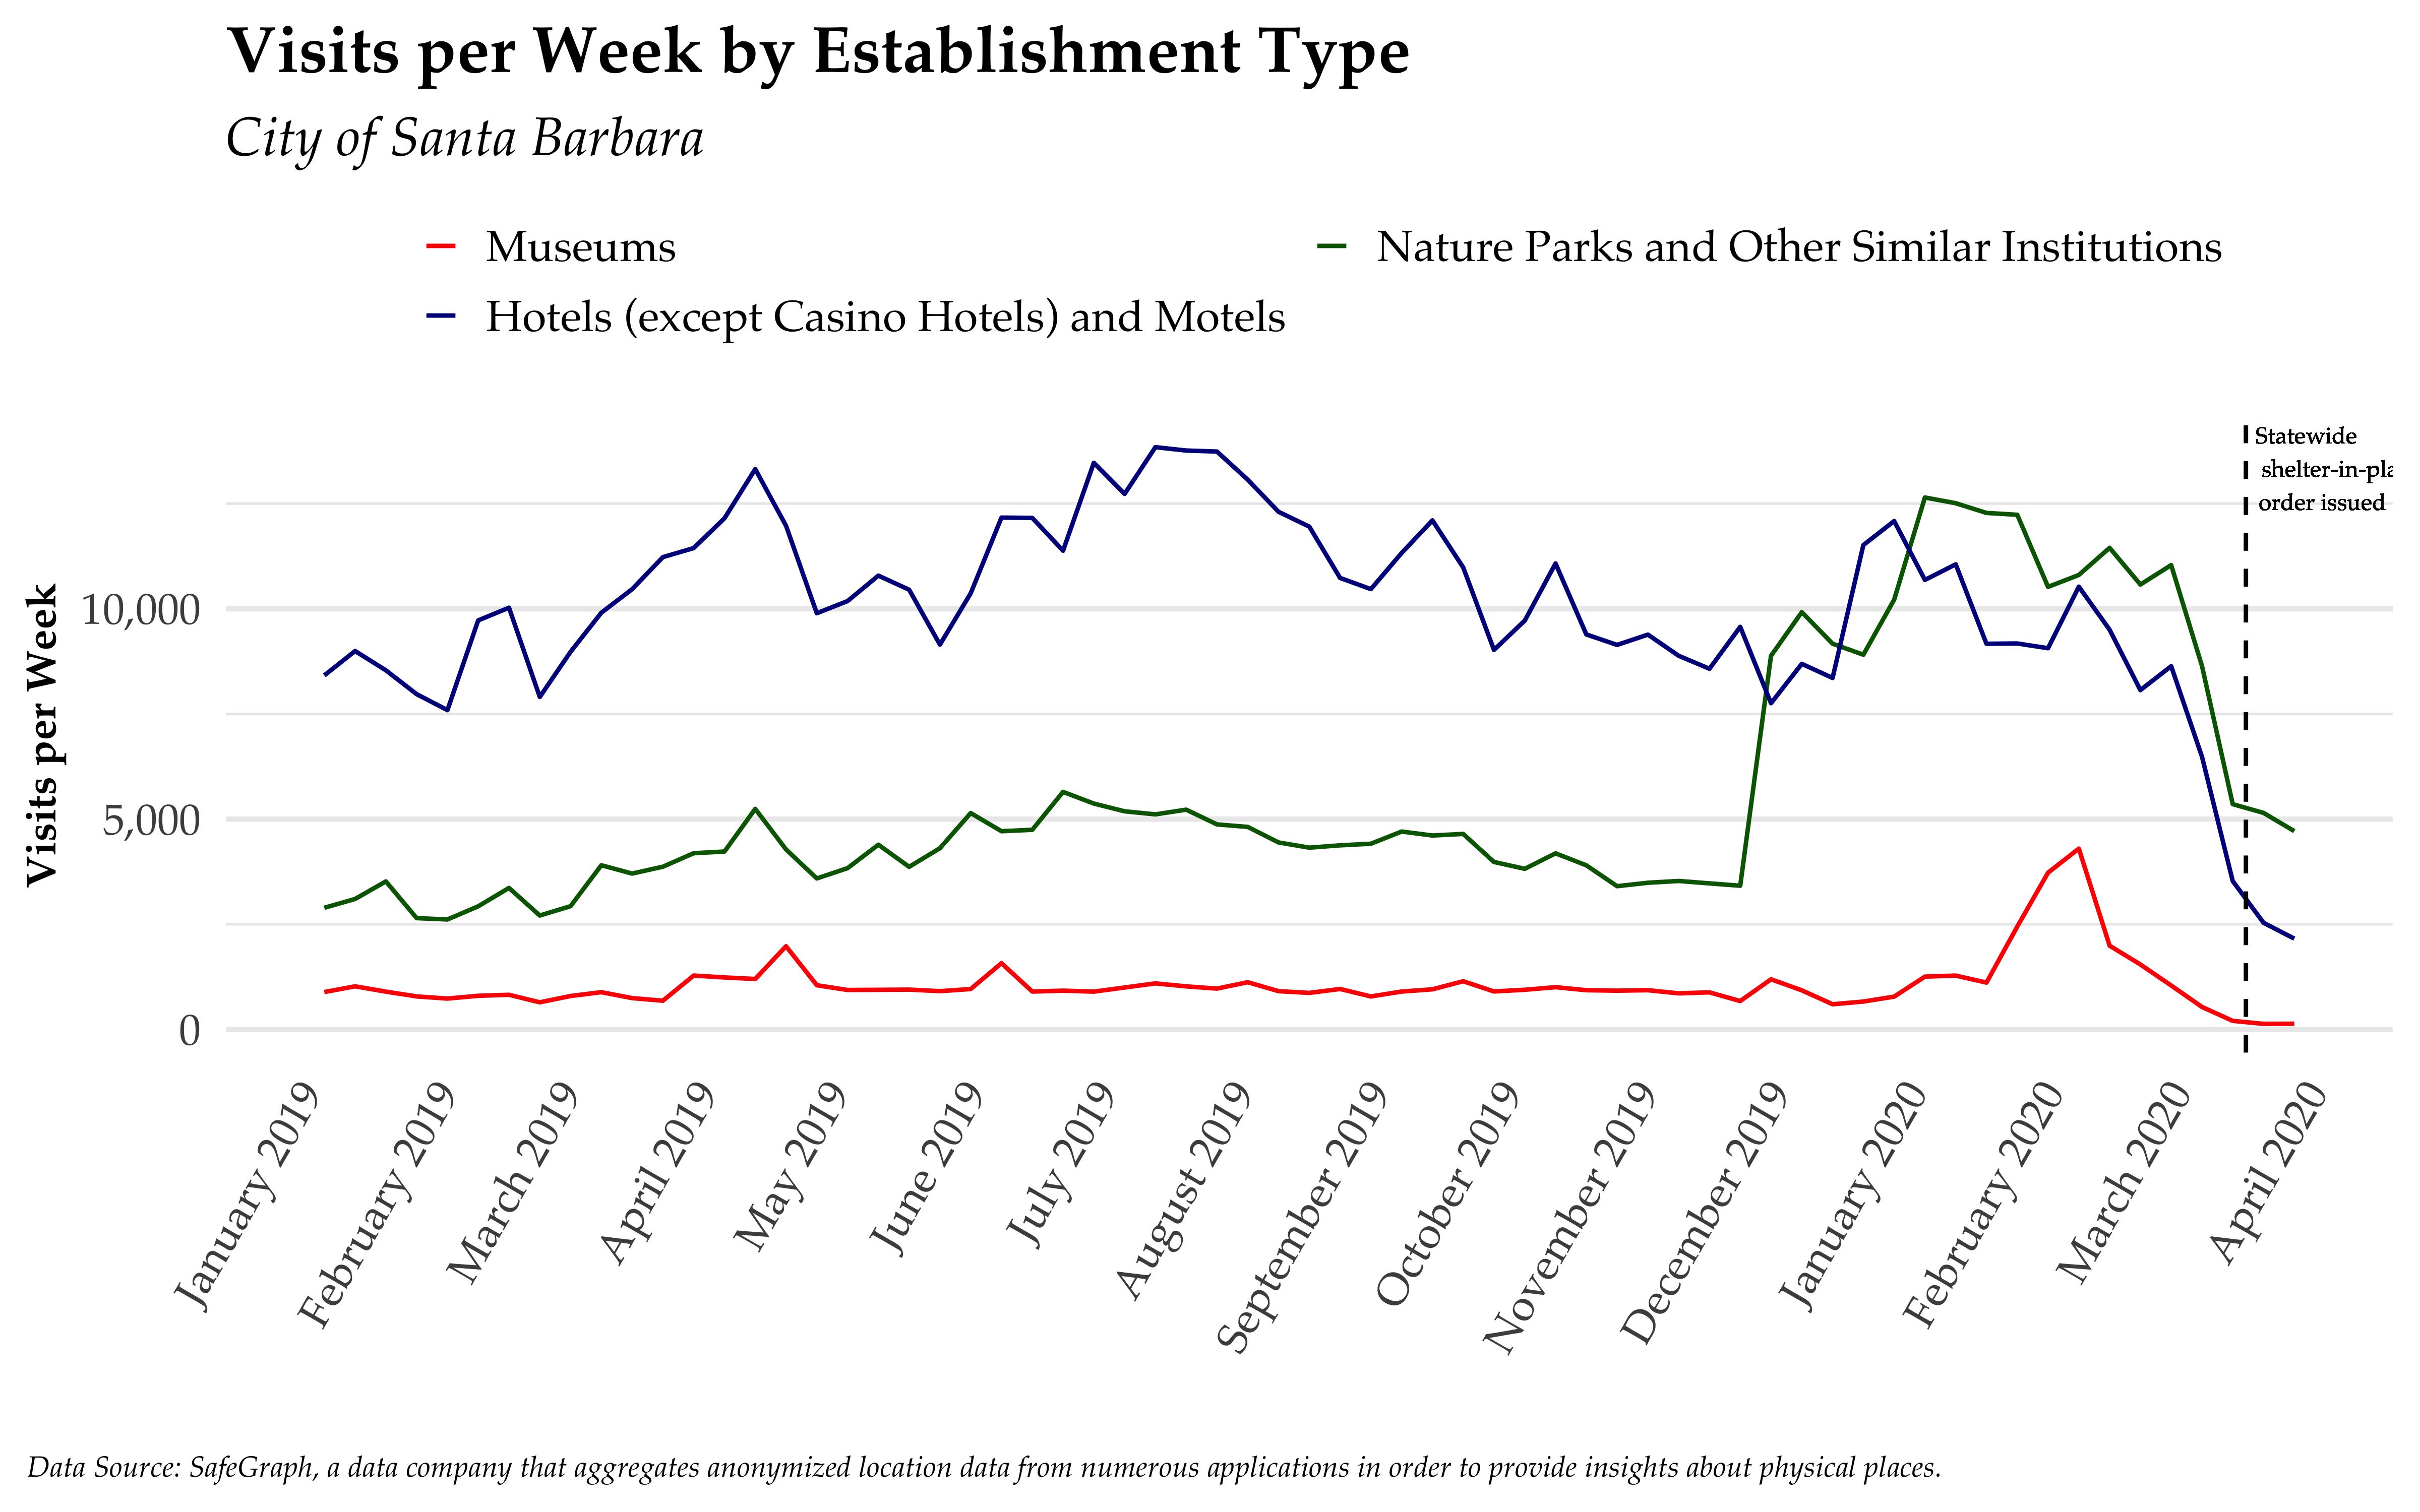 Visits per Week by Establishment Type
City of Santa Barbara
Museums
Nature Parks and Other Similar Institutions
Hotels (except Casino Hotels) and Motels
Statewide
shelter-in-pla
order issued
Visits per Week
10,000
5,000
0
January 2019
February 2019
March 2019
April 2019
May 2019
June 2019
July 2019
August 2019
September 2019
October 2019
November 2019
December 2019
January 2020
February 2020
March 2020
April 2020
Data Source: SafeGraph, a data company that aggregates anonymized location data from numerous applications in order to provide insights about physical places.